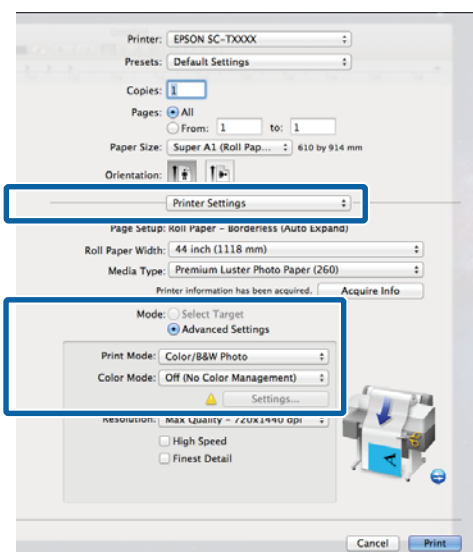 Printer: EPSON SC-TXXXX
Presets: Default Settings
Copies: 1
Pages: All
From: 1 to: 1
Paper Size: Super A1 (Roll Pap... 610 by 914 mm
Orientation:
Printer Settings
Page Setup: Roll Paper - Borderless (Auto Expand)
Roll Paper Width: 44 inch (1118 mm)
Media Type: Premium Luster Photo Paper (260)
Printer information has been acquired. Acquire Info
Mode: Select Target
Advanced Settings
Print Mode: Color/B&W Photo
Color Mode: Off (No Color Management)
Settings...
Resolution: Max Quality - 720x1440 dpi
High Speed
Finest Detail
A
Cancel Print